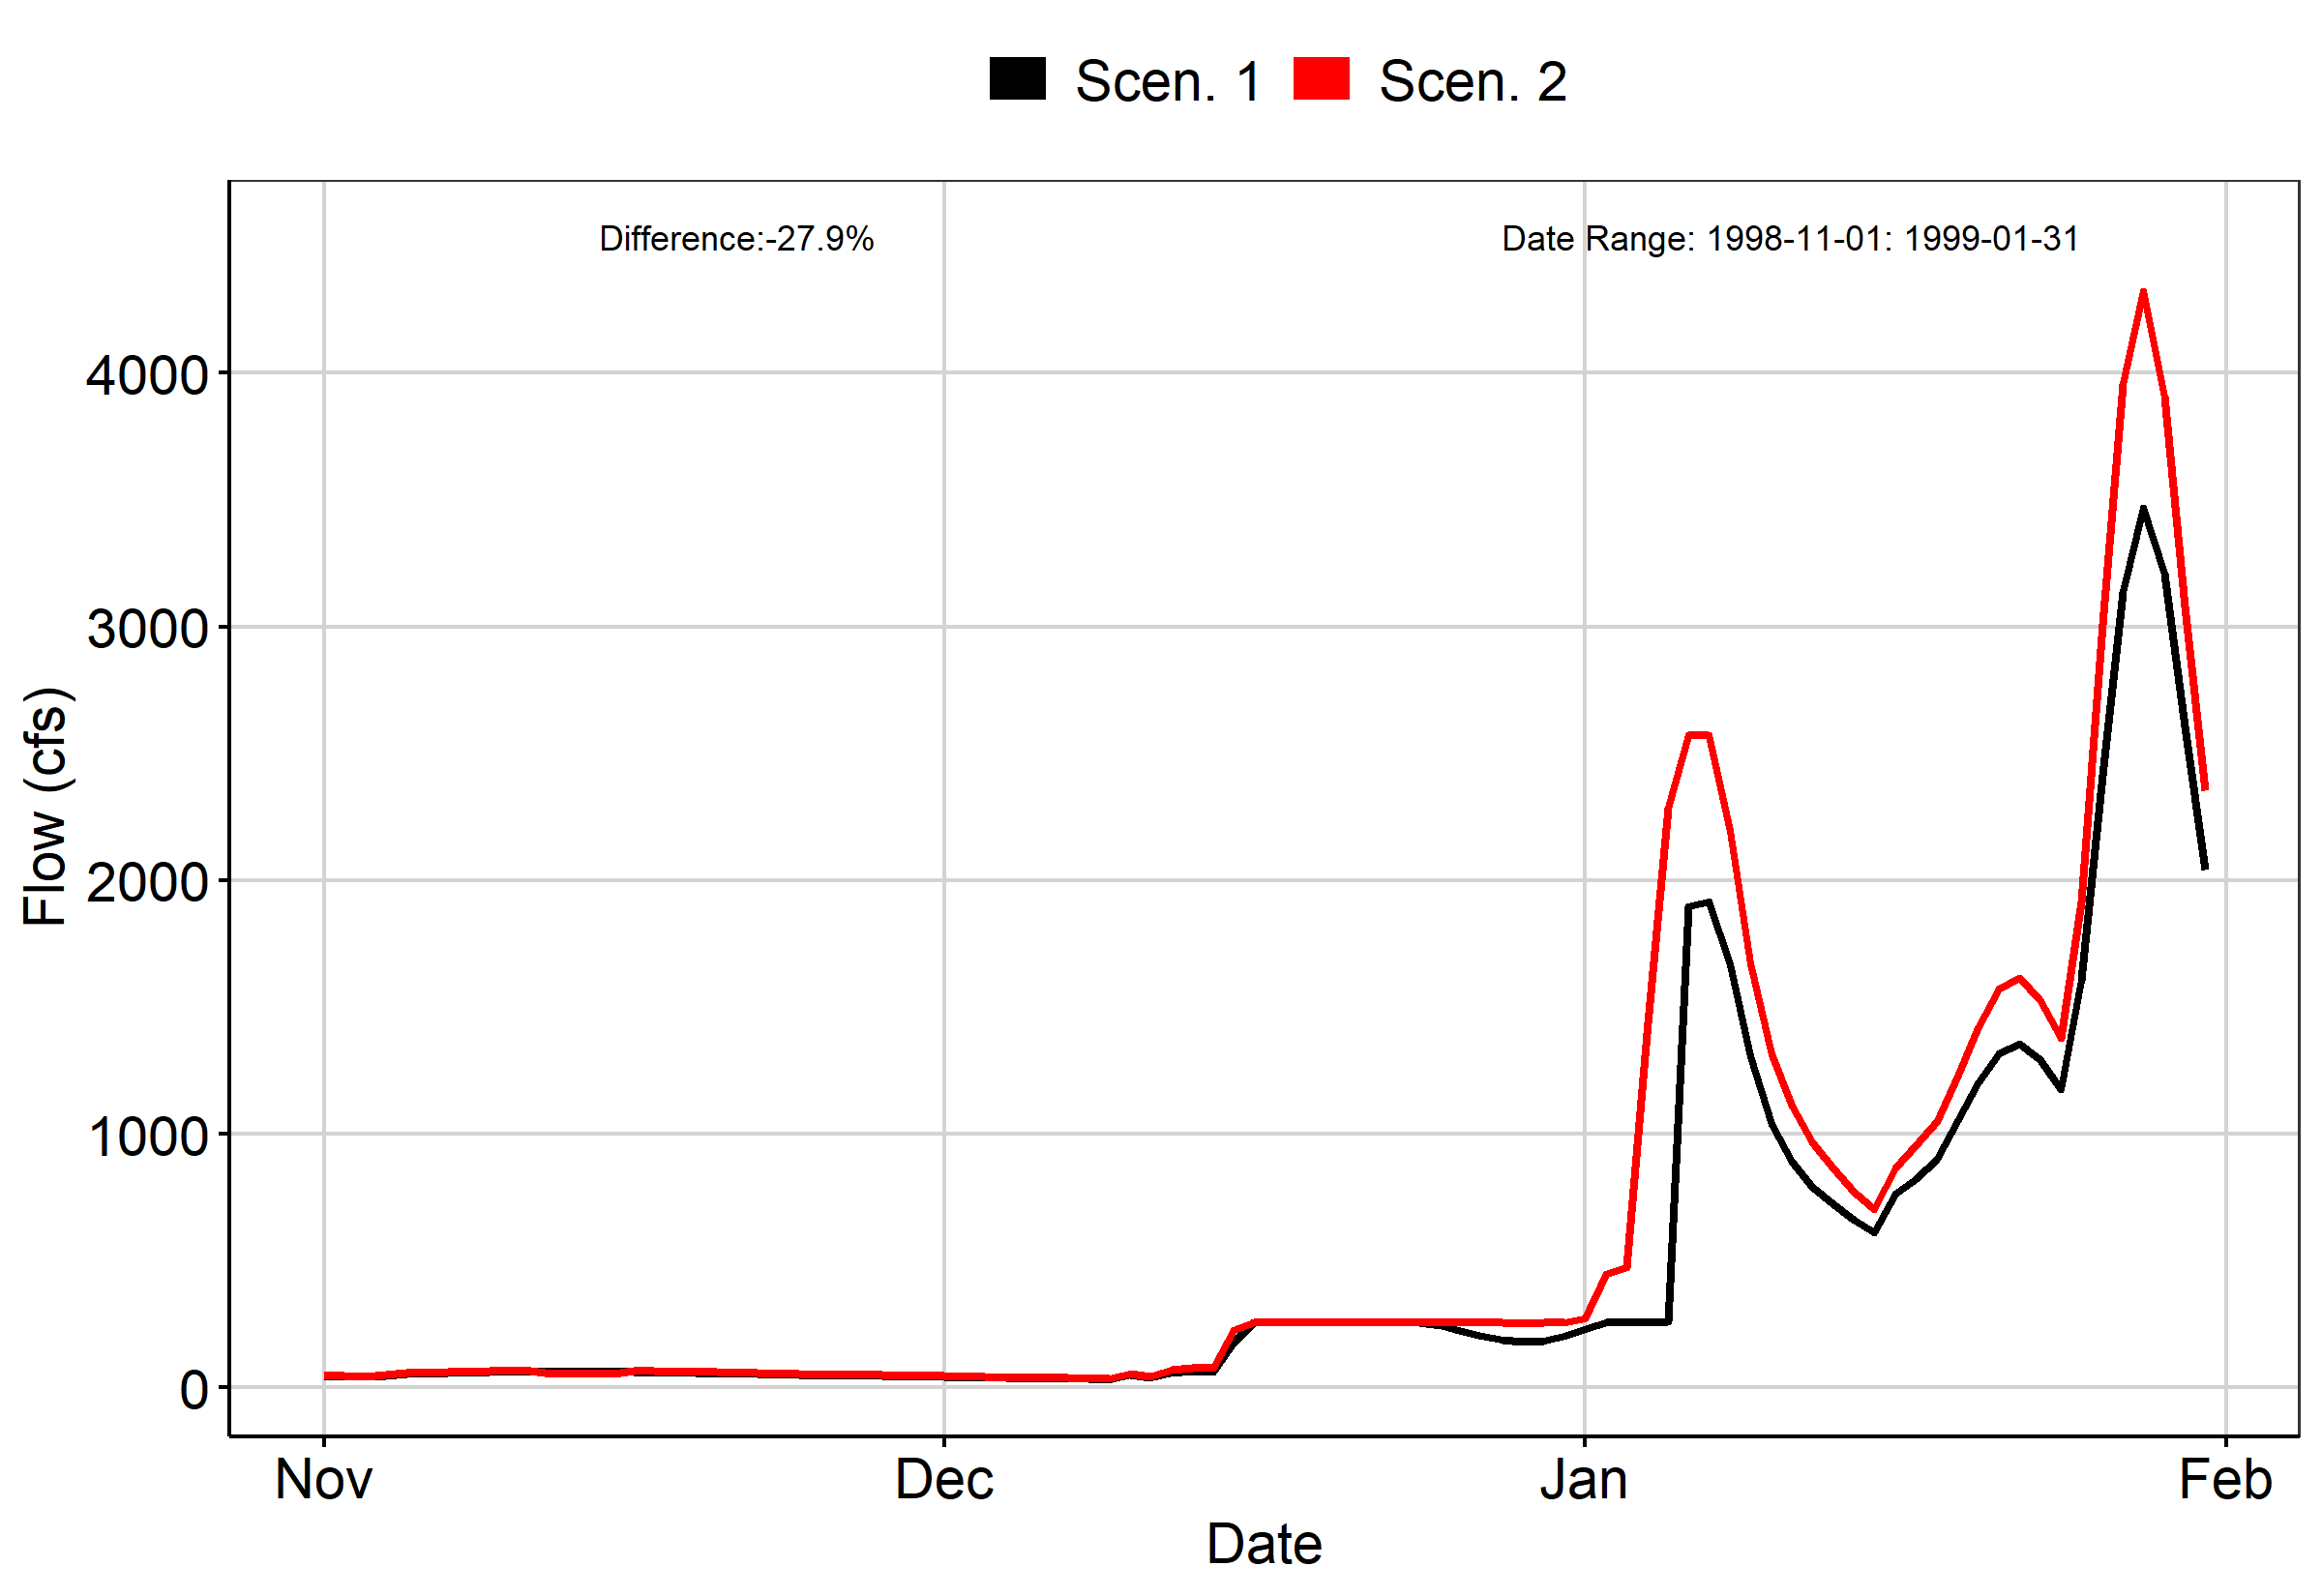 Scen. 1 Scen. 2
Difference:-27.9% Date Range: 1998-11-01: 1999-01-31
4000
3000
2000
1000
0
Flow (cfs)
Nov Dec Jan Feb
Date